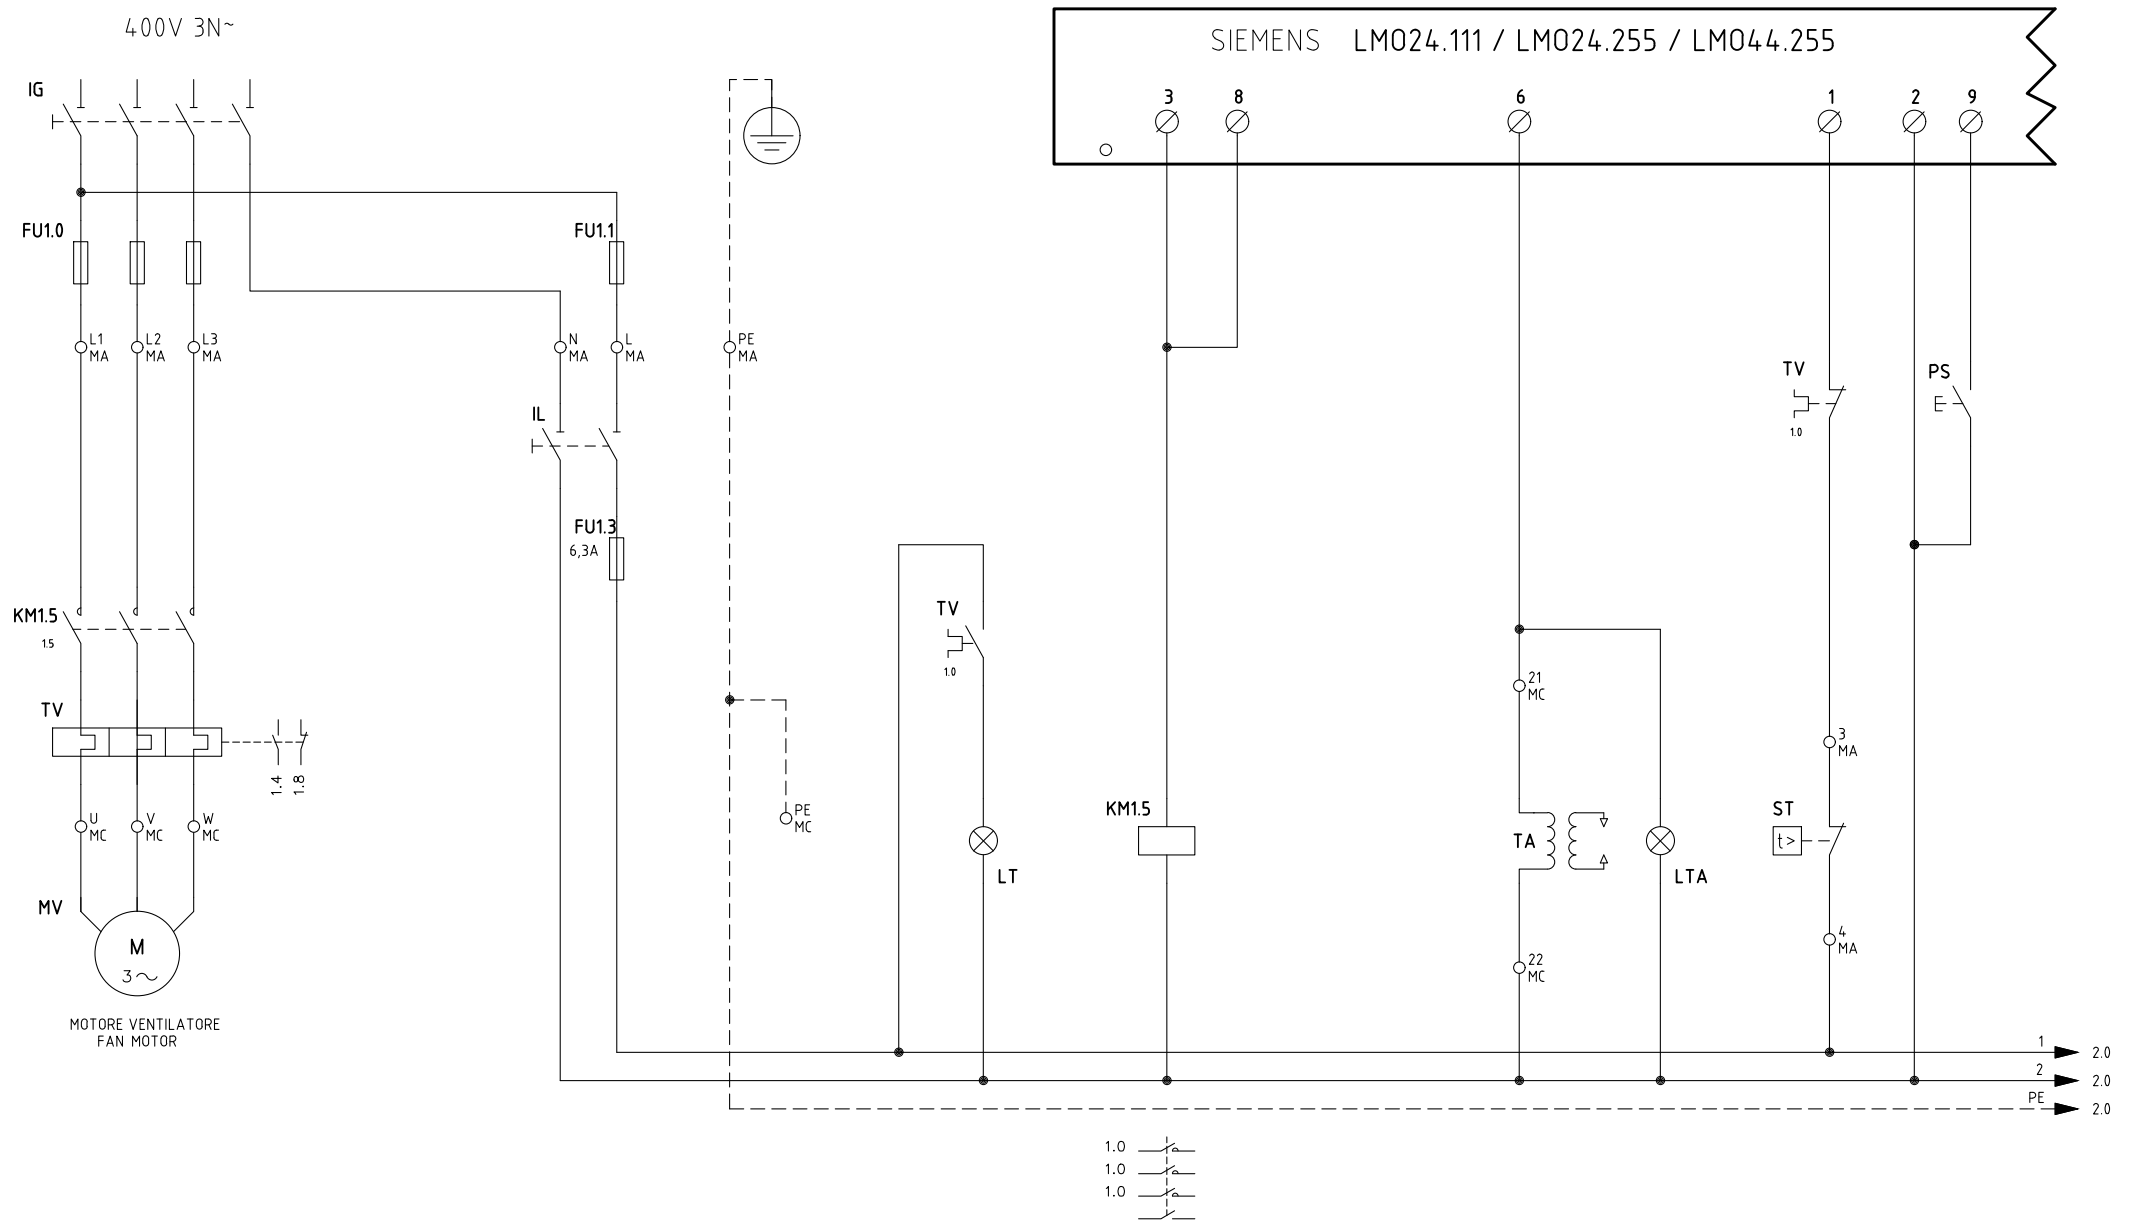 400V 3N~
SIEMENS LMO24.111 / LMO24.255 / LMO44.255
IG
3
8
6
1
2
9
FU1.0
FU1.1
L1
MA
L2
MA
L3
MA
N
MA
L
MA
PE
MA
TV
1.0
PS
IL
FU1.3
6,3A
KM1.5
1.5
TV
1.0
21
MC
TV
1.4
1.8
3
MA
U
MC
V
MC
W
MC
PE
MC
KM1.5
TA
ST
t>
LT
LTA
MV
M
3~
4
MA
22
MC
MOTORE VENTILATORE
FAN MOTOR
1
2.0
2
2.0
PE
2.0
1.0
1.0
1.0